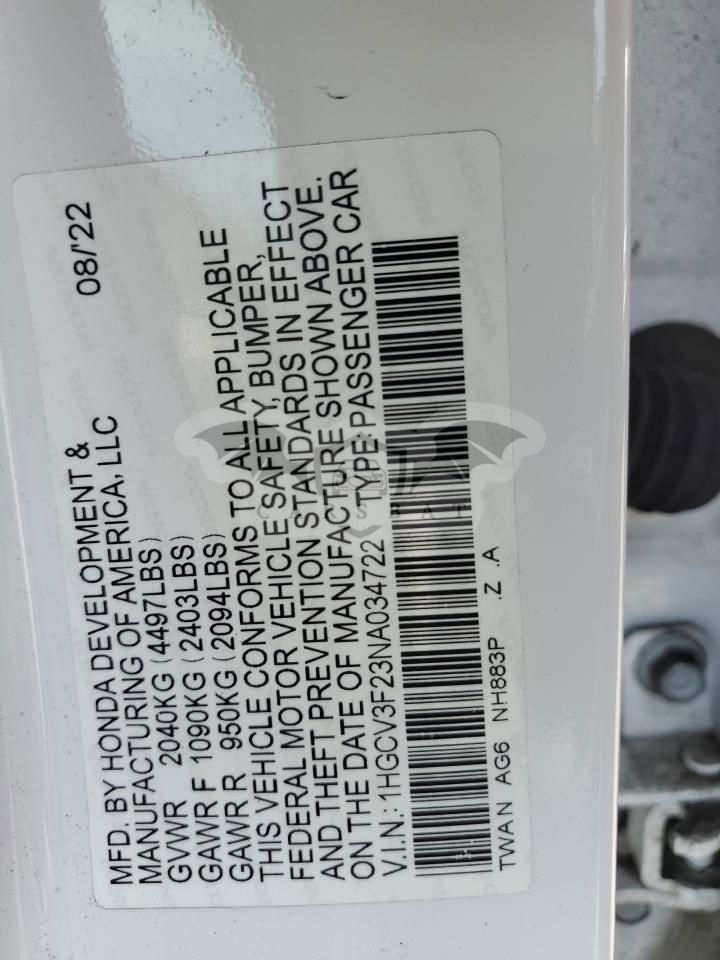 MFD. BY HONDA DEVELOPMENT &
MANUFACTURING OF AMERICA, LLC 08/'22
GVWR 2040KG (4497LBS)
GAWR F 1090KG (2403LBS)
GAWR R 950KG (2094LBS)
THIS VEHICLE CONFORMS TO ALL APPLICABLE
FEDERAL MOTOR VEHICLE SAFETY, BUMPER,
AND THEFT PREVENTION STANDARDS IN EFFECT
ON THE DATE OF MANUFACTURE SHOWN ABOVE.
V.I.N.: 1HGCV3F23NA034722 TYPE:PASSENGER CAR
TWAN AG6 NH883P .Z .A